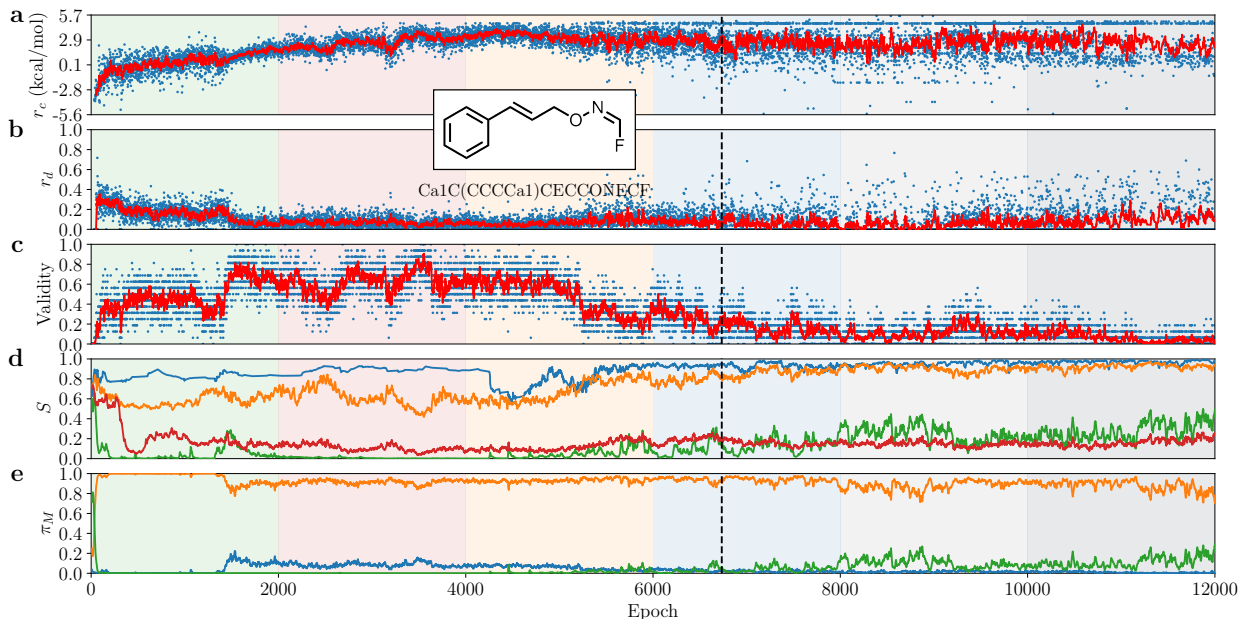 a
r_c (kcal/mol)
5.7
2.9
0.1
-2.8
-5.6
b
r_d
1.0
0.8
0.6
0.4
0.2
0.0
O
N
F
Ca1C(CCCCa1)CECCONECF
c
Validity
1.0
0.8
0.6
0.4
0.2
0.0
d
S
1.0
0.8
0.6
0.4
0.2
0.0
e
π_M
1.0
0.8
0.6
0.4
0.2
0.0
0 2000 4000 6000 8000 10000 12000
Epoch